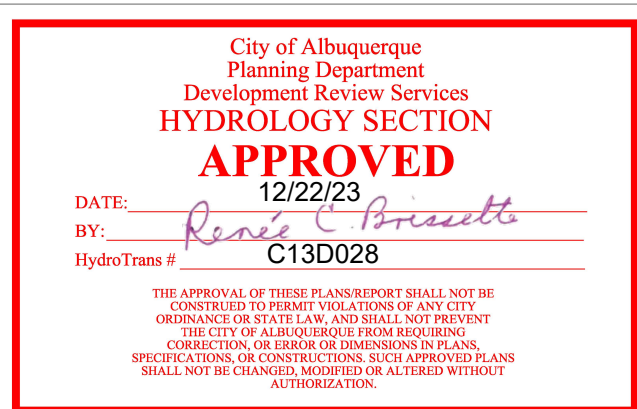 City of Albuquerque
Planning Department
Development Review Services
HYDROLOGY SECTION
APPROVED
DATE: 12/22/23
BY: Renée C. Brissette
HydroTrans # C13D028
THE APPROVAL OF THESE PLANS/REPORT SHALL NOT BE
CONSTRUED TO PERMIT VIOLATIONS OF ANY CITY
ORDINANCE OR STATE LAW, AND SHALL NOT PREVENT
THE CITY OF ALBUQUERQUE FROM REQUIRING
CORRECTION, OR ERROR OR DIMENSIONS IN PLANS,
SPECIFICATIONS, OR CONSTRUCTIONS. SUCH APPROVED PLANS
SHALL NOT BE CHANGED, MODIFIED OR ALTERED WITHOUT
AUTHORIZATION.